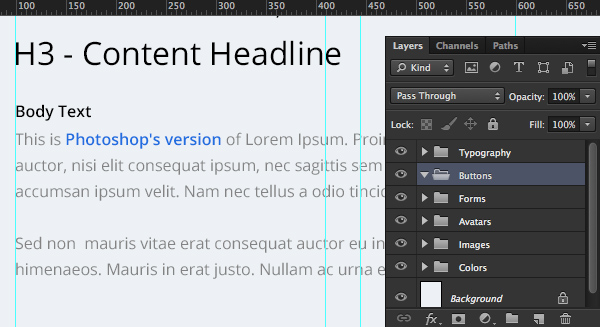 100 150 200 250 300 350 400 450 500 550 600 650
H3 - Content Headline
Body Text
This is Photoshop's version of Lorem Ipsum. Proin
auctor, nisi elit consequat ipsum, nec sagittis sem
accumsan ipsum velit. Nam nec tellus a odio tincid
Sed non mauris vitae erat consequat auctor eu in
himenaeos. Mauris in erat justo. Nullam ac urna e
Layers Channels Paths
Kind
Pass Through Opacity: 100%
Lock: Fill: 100%
Typography
Buttons
Forms
Avatars
Images
Colors
Background
fx